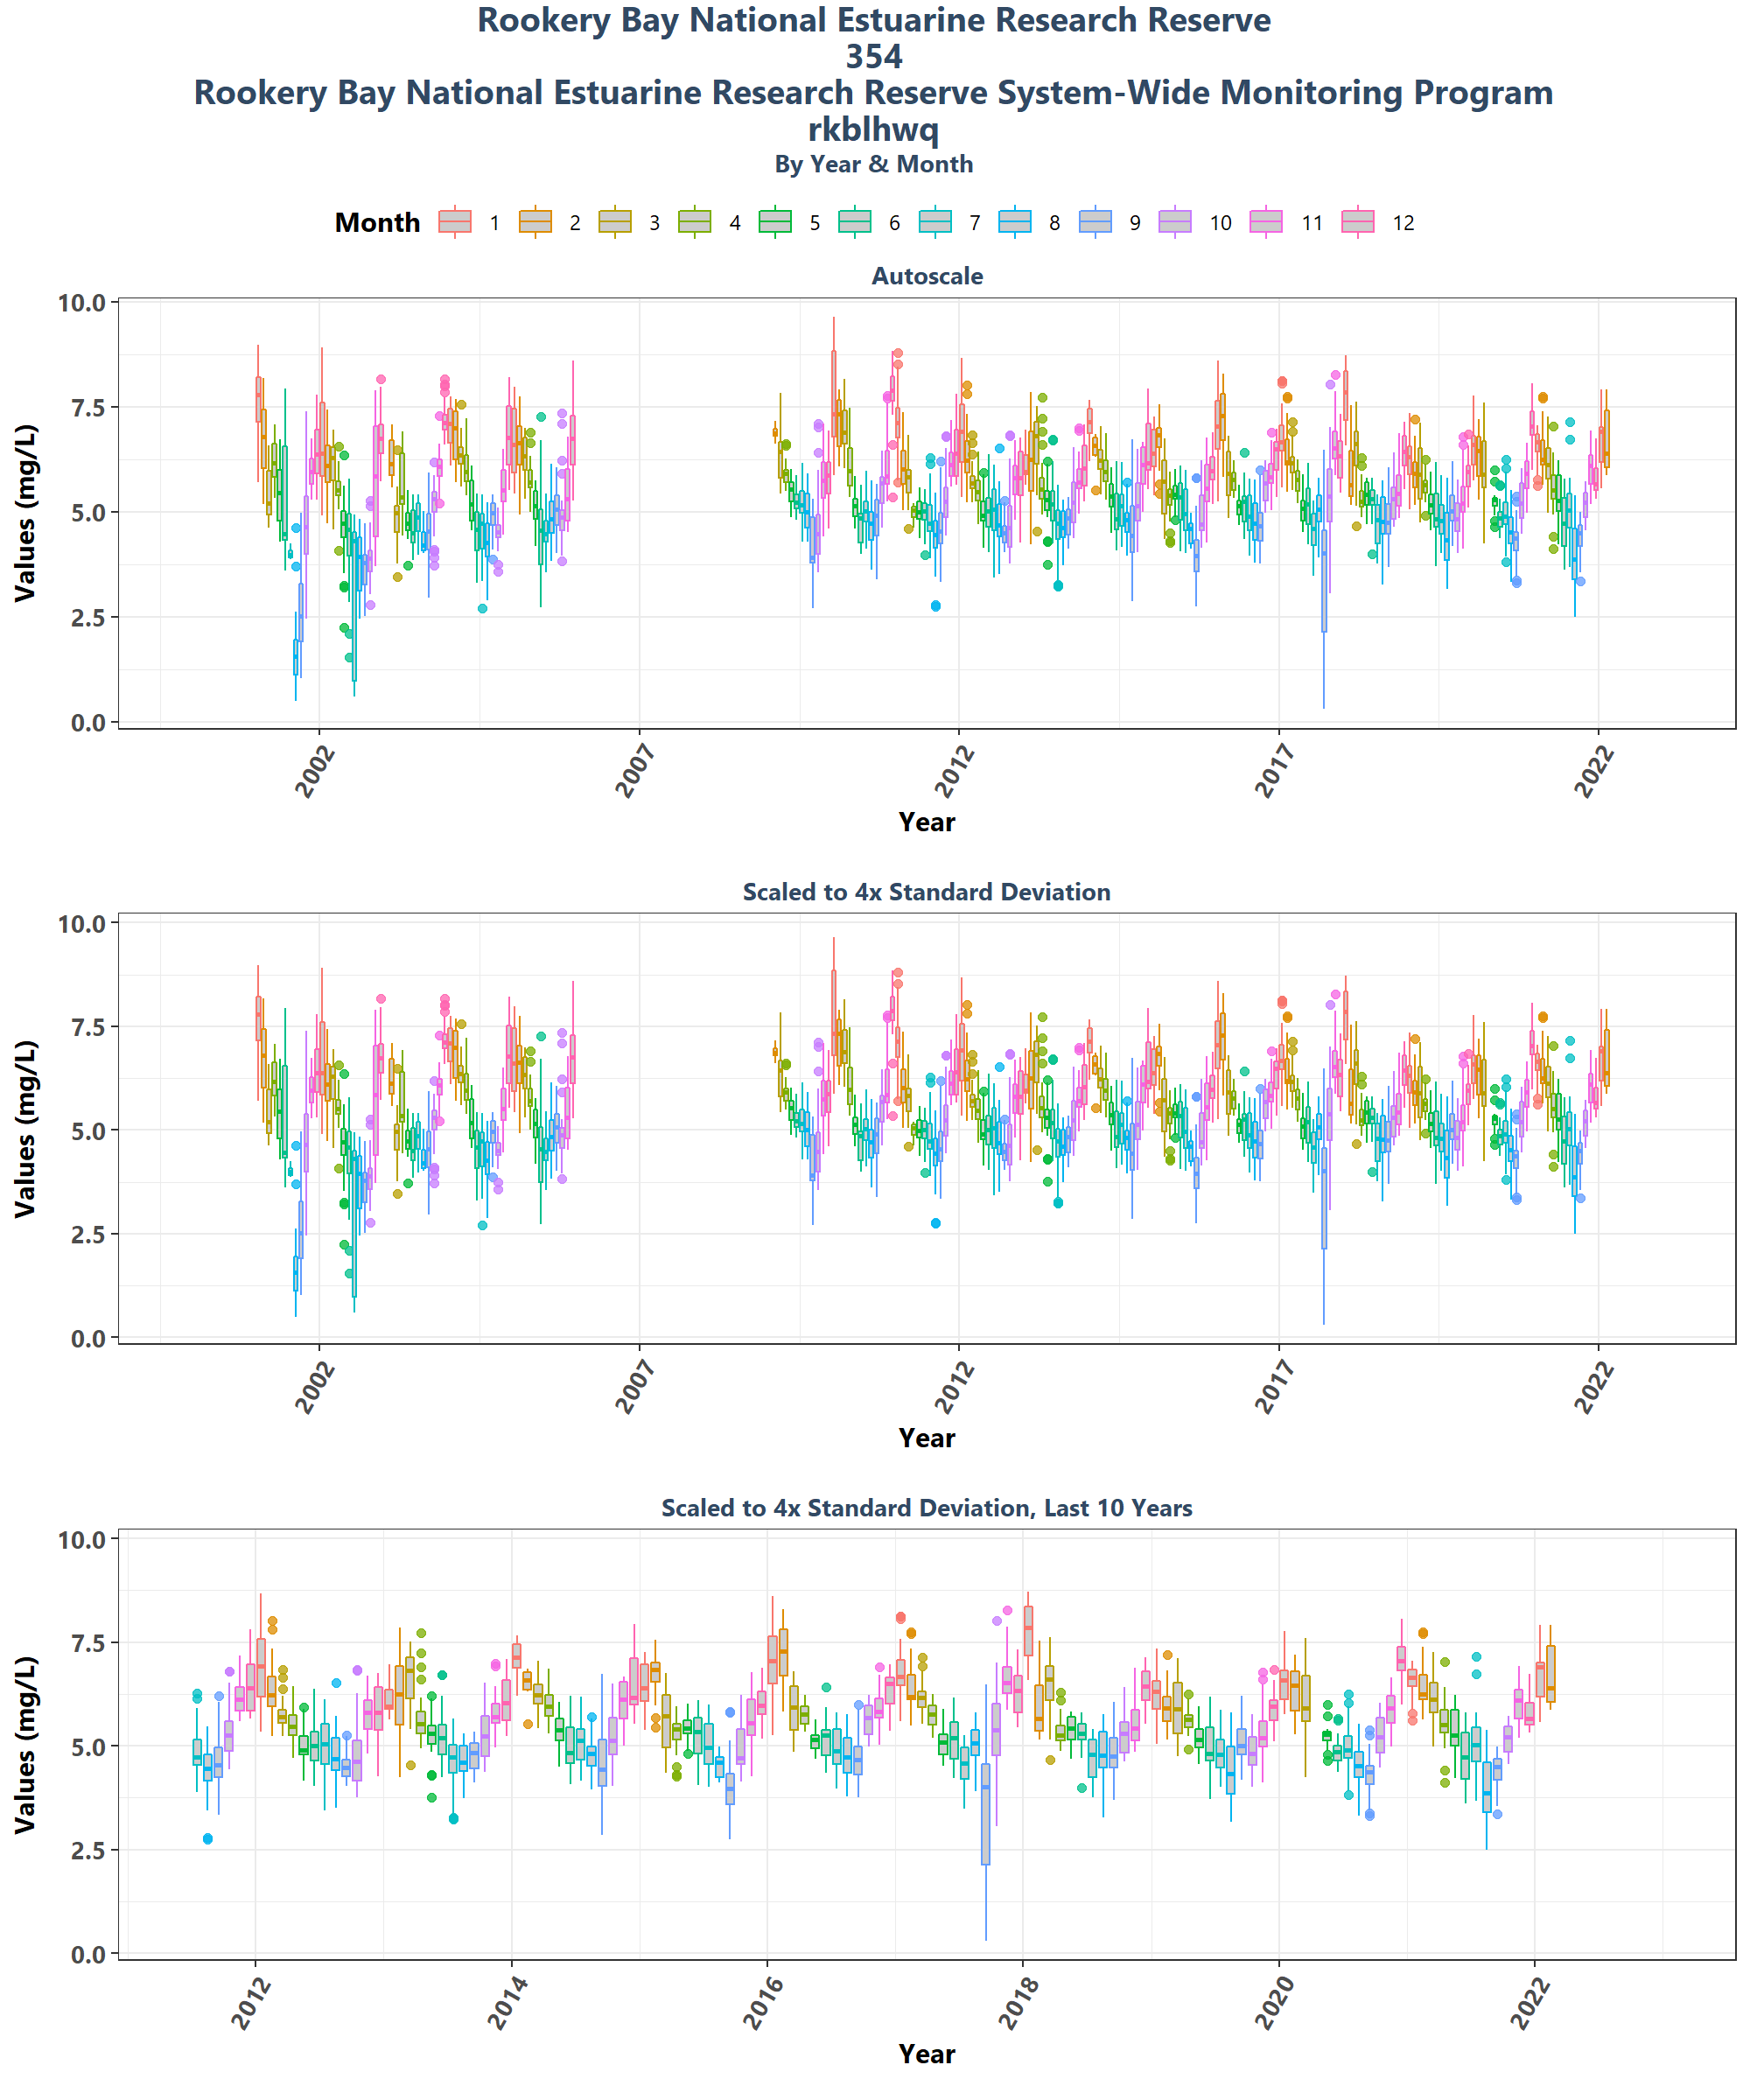 Rookery Bay National Estuarine Research Reserve
354
Rookery Bay National Estuarine Research Reserve System-Wide Monitoring Program
rkblhwq
By Year & Month
Month 1 2 3 4 5 6 7 8 9 10 11 12
Autoscale
Values (mg/L)
10.0
7.5
5.0
2.5
0.0
2002 2007 2012 2017 2022
Year
Scaled to 4x Standard Deviation
Values (mg/L)
10.0
7.5
5.0
2.5
0.0
2002 2007 2012 2017 2022
Year
Scaled to 4x Standard Deviation, Last 10 Years
Values (mg/L)
10.0
7.5
5.0
2.5
0.0
2012 2014 2016 2018 2020 2022
Year